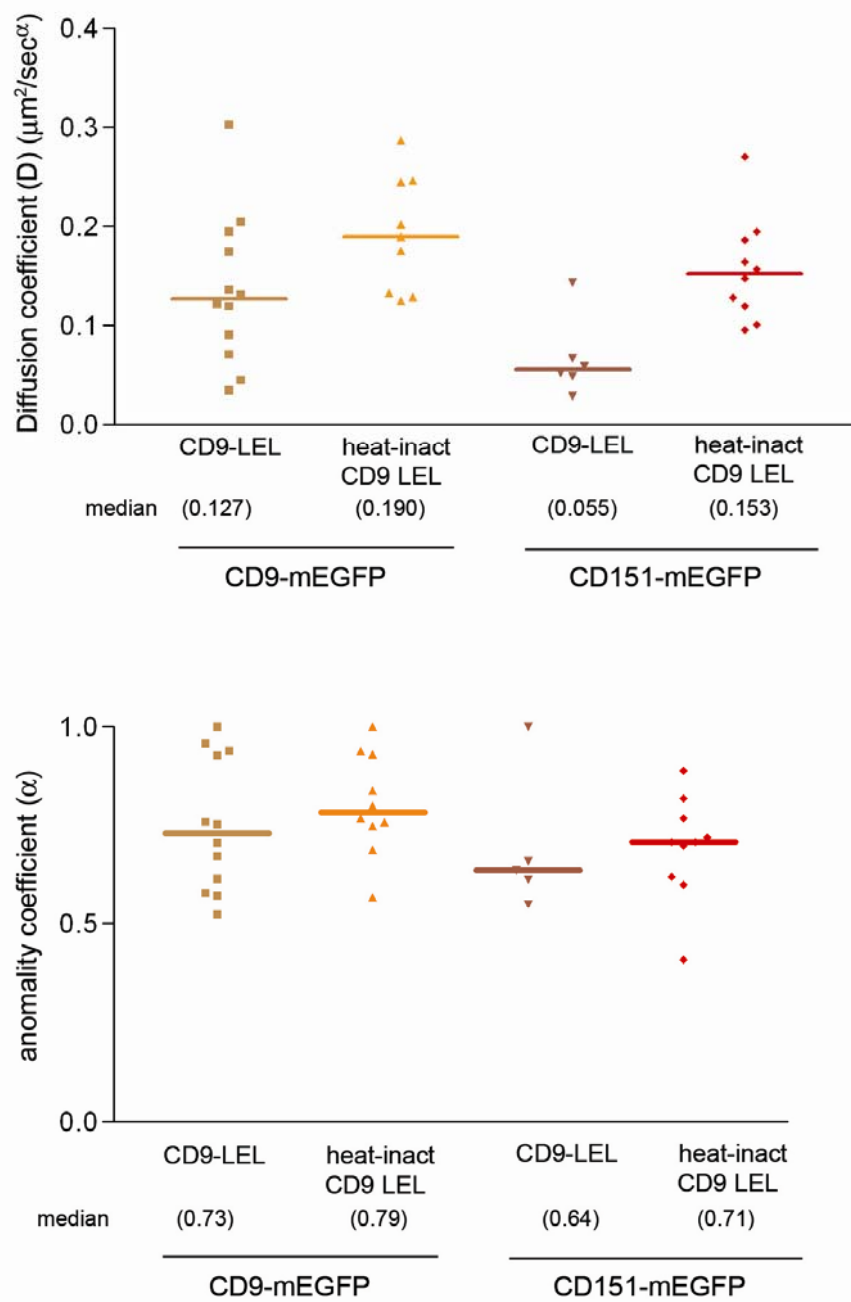 Diffusion coefficient (D) (µm²/sec^α)
0.4
0.3
0.2
0.1
0.0
CD9-LEL heat-inact CD9-LEL heat-inact
CD9 LEL CD9 LEL
median (0.127) (0.190) (0.055) (0.153)
CD9-mEGFP CD151-mEGFP
anomality coefficient (α)
1.0
0.5
0.0
CD9-LEL heat-inact CD9-LEL heat-inact
CD9 LEL CD9 LEL
median (0.73) (0.79) (0.64) (0.71)
CD9-mEGFP CD151-mEGFP